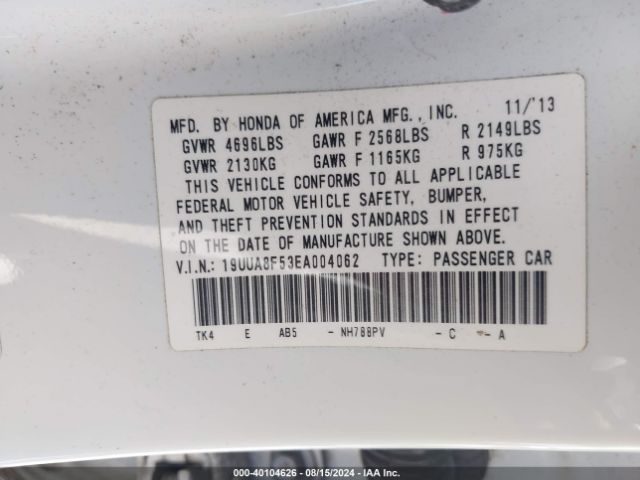 MFD. BY HONDA OF AMERICA MFG., INC. 11/'13
GVWR 4696LBS GAWR F 2568LBS R 2149LBS
GVWR 2130KG GAWR F 1165KG R 975KG
THIS VEHICLE CONFORMS TO ALL APPLICABLE
FEDERAL MOTOR VEHICLE SAFETY, BUMPER,
AND THEFT PREVENTION STANDARDS IN EFFECT
ON THE DATE OF MANUFACTURE SHOWN ABOVE.
V.I.N.: 19UUA8F53EA004062 TYPE: PASSENGER CAR
TK4 E AB5 - NH788PV - C - A
000-40104626 - 08/15/2024 - IAAI.COM